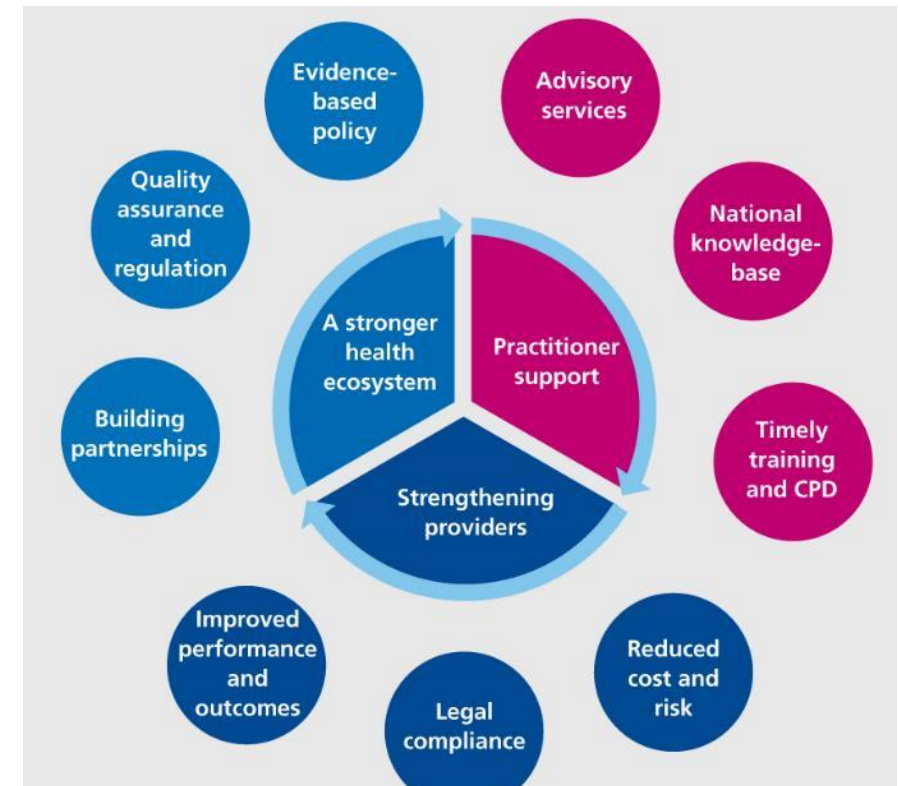 Evidence-
based
policy
Advisory
services
Quality
assurance
and
regulation
National
knowledge-
base
A stronger
health
ecosystem
Practitioner
support
Building
partnerships
Timely
training
and CPD
Strengthening
providers
Improved
performance
and
outcomes
Reduced
cost and
risk
Legal
compliance